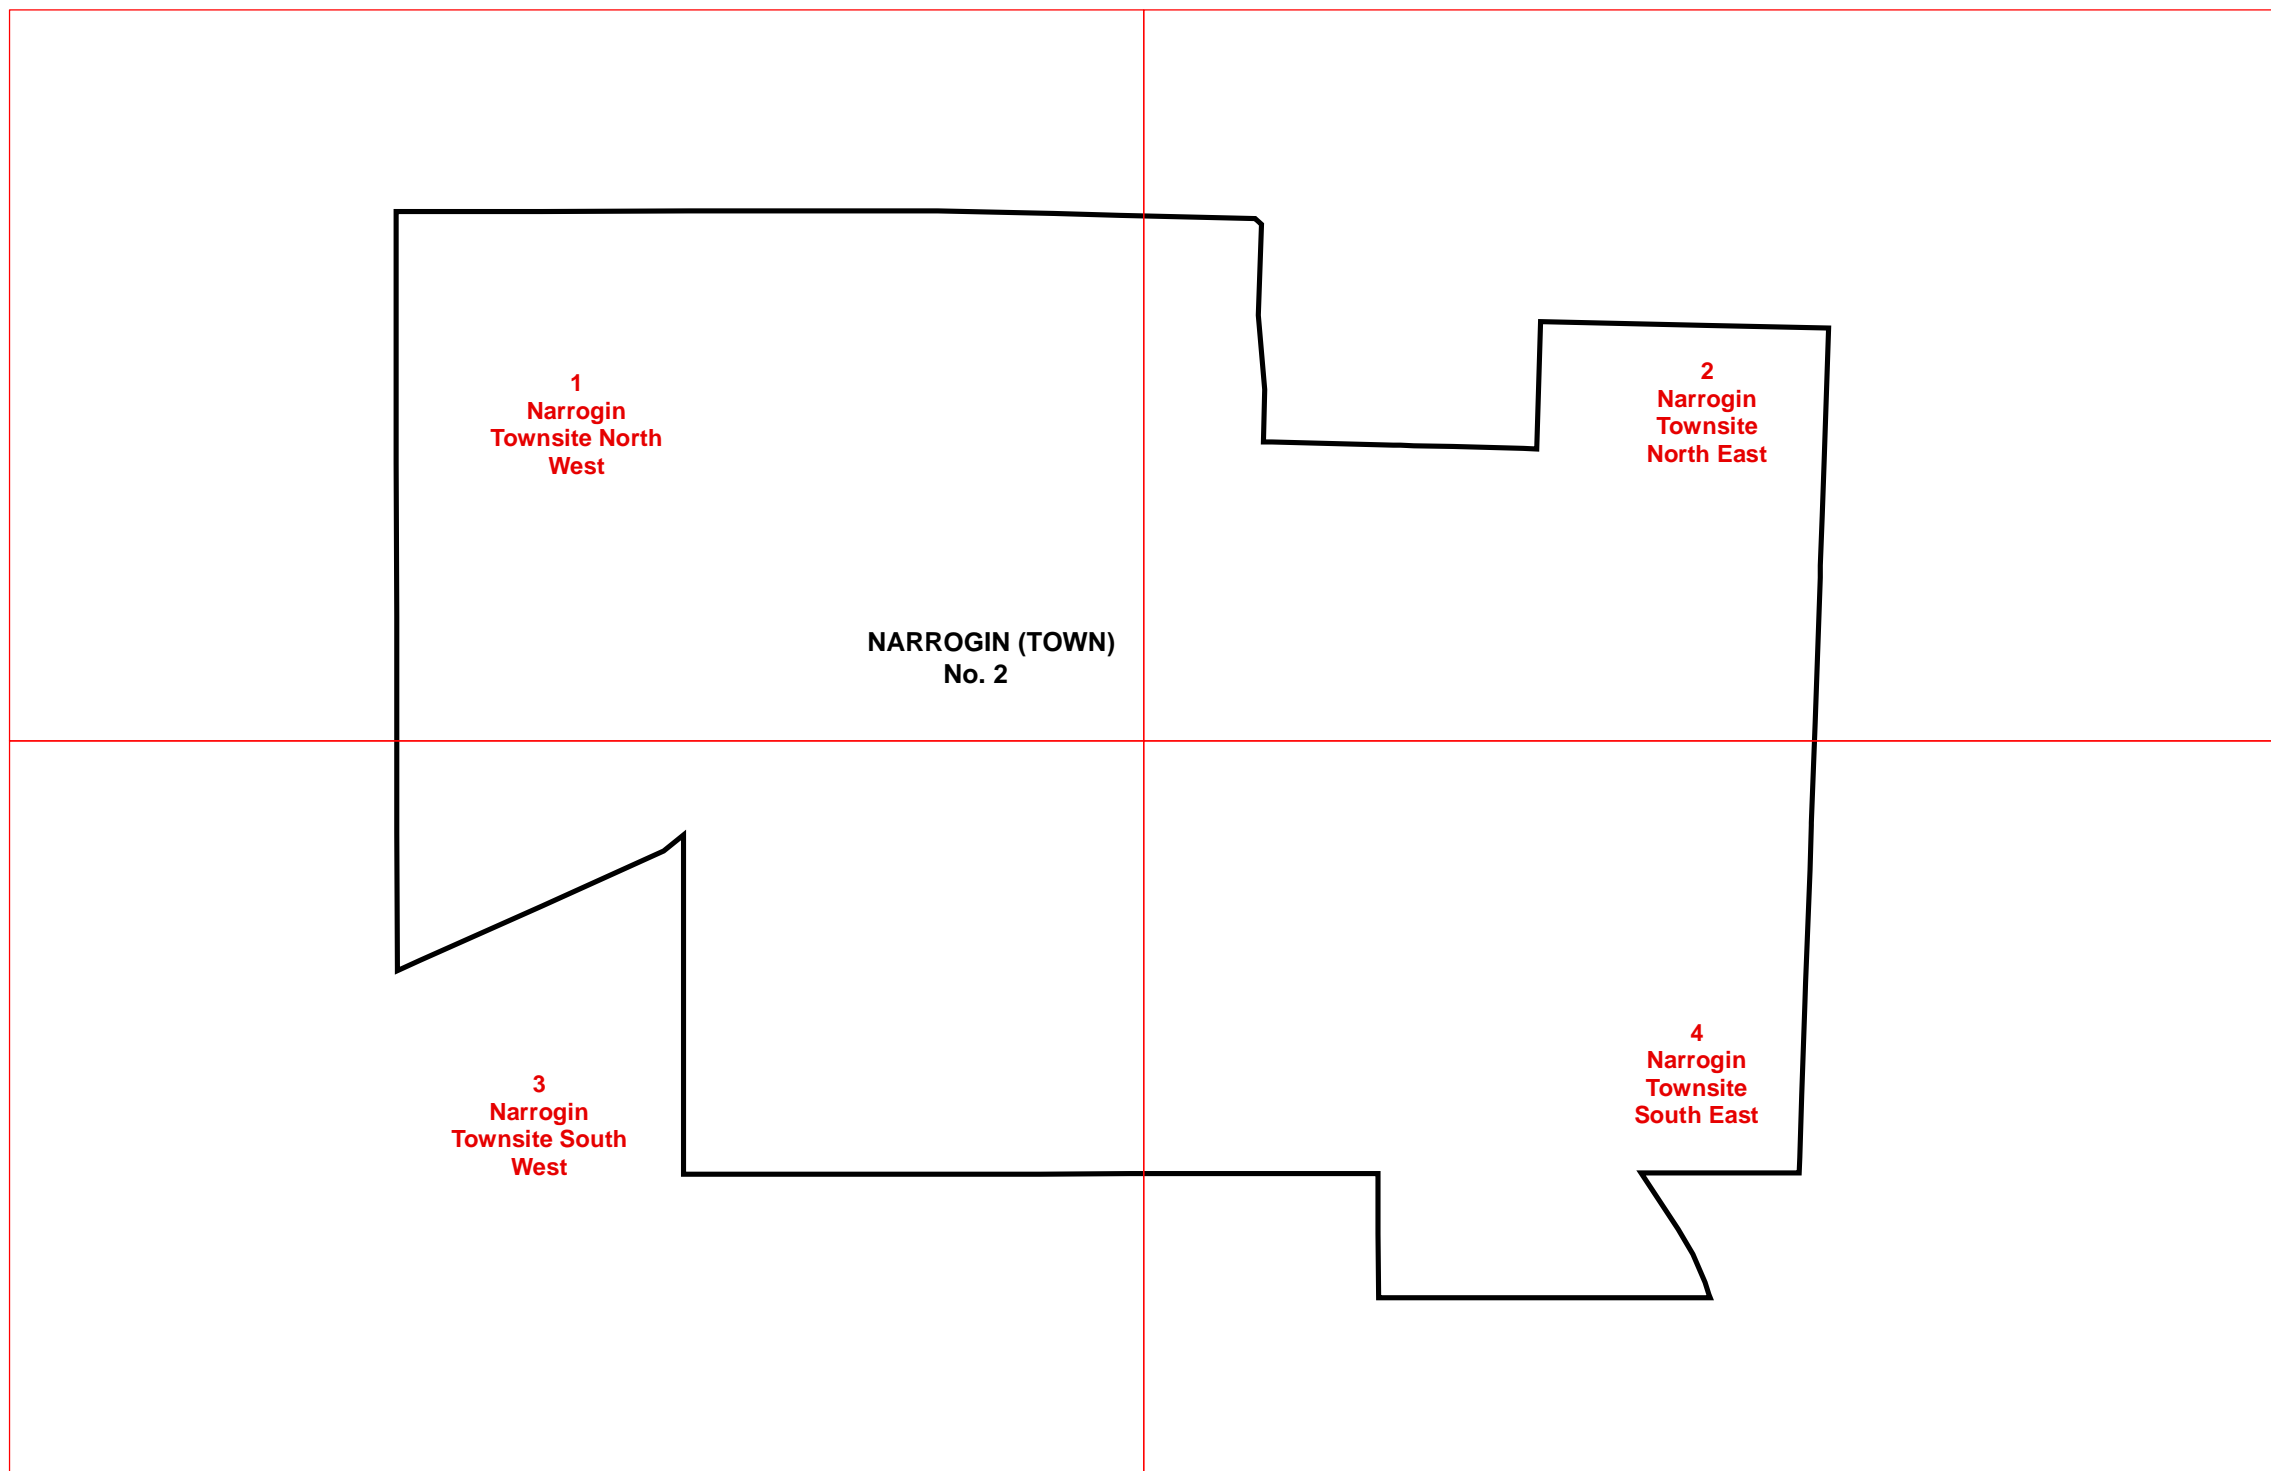 1
Narrogin
Townsite North
West
2
Narrogin
Townsite
North East
NARROGIN (TOWN)
No. 2
3
Narrogin
Townsite South
West
4
Narrogin
Townsite
South East